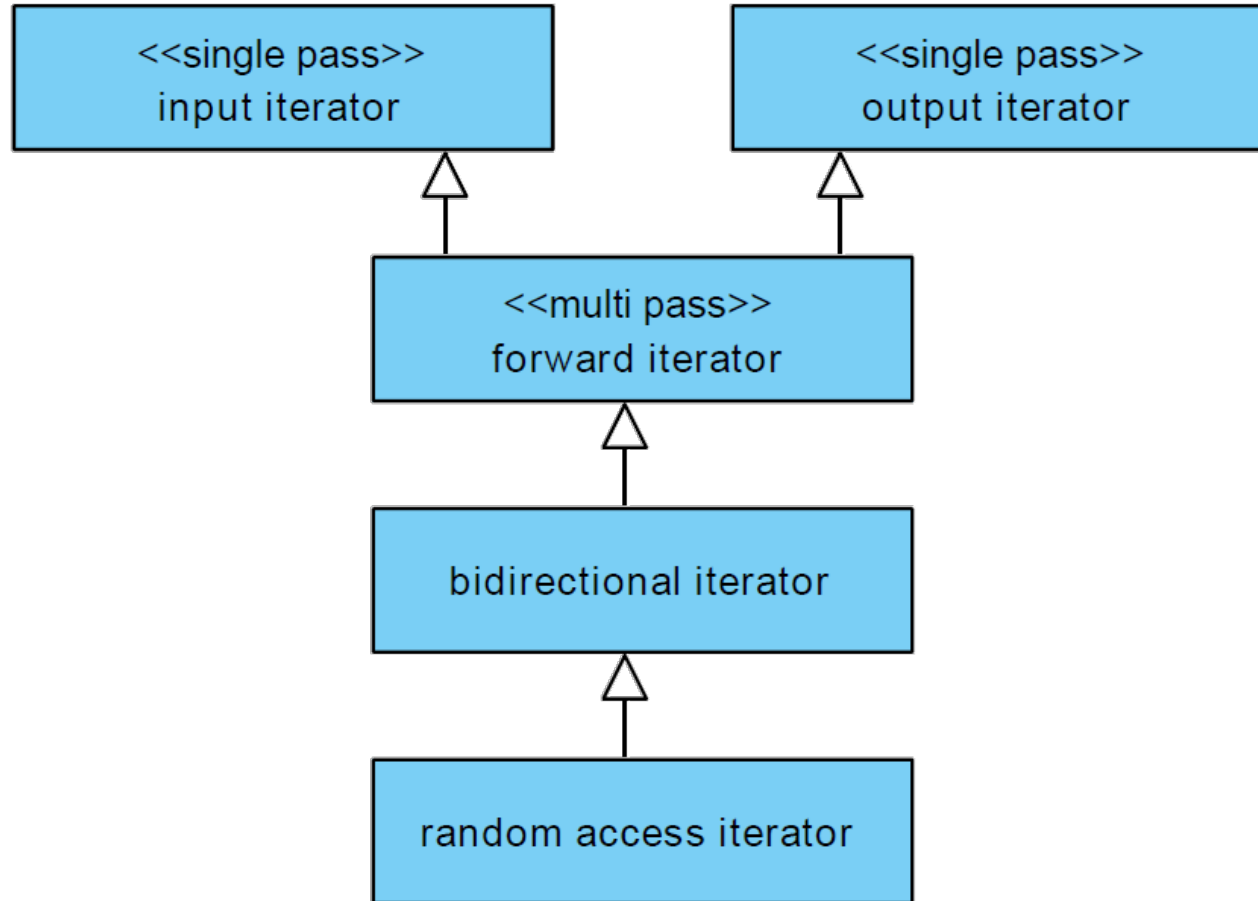 <<single pass>>
input iterator
<<single pass>>
output iterator
<<multi pass>>
forward iterator
bidirectional iterator
random access iterator